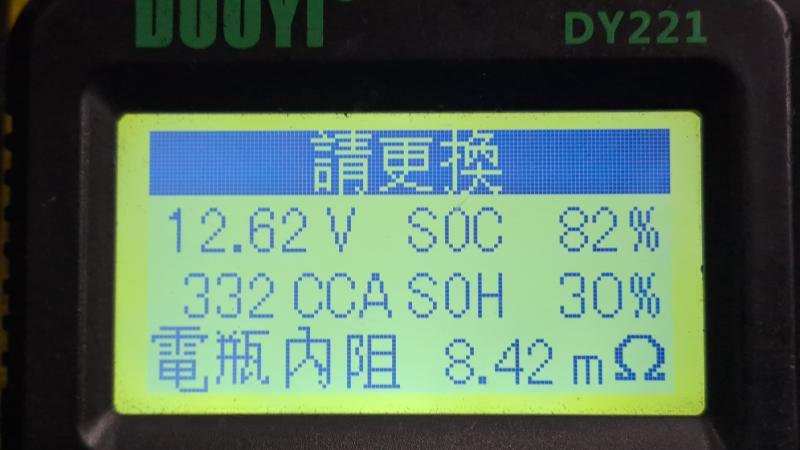 DUOYI
DY221
請更換
12.62 V SOC 82%
332 CCA SOH 30%
電瓶內阻 8.42 mΩ